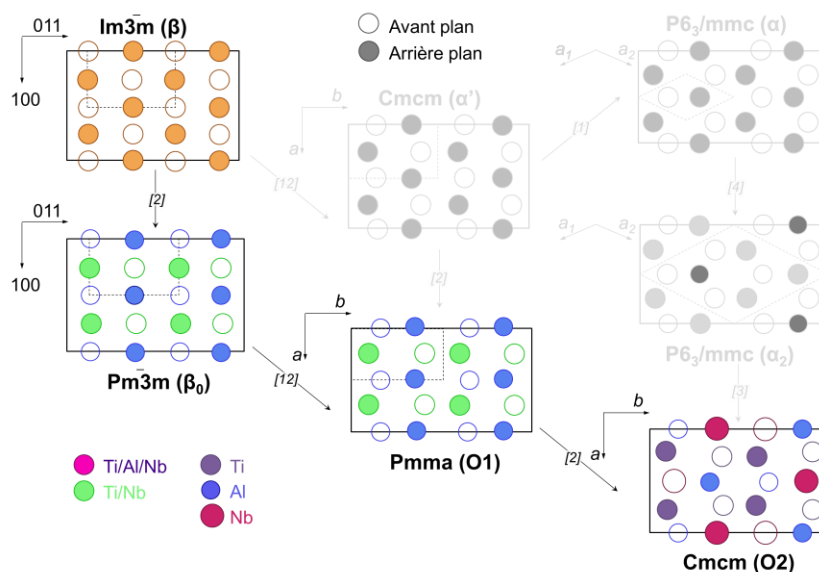 Im3̄m (β)
011
100
[2]
Avant plan
Arrière plan
P6₃/mmc (α)
a₁
a₂
Cmcm (α’)
b
a
[12]
[1]
[4]
011
100
Pm3̄m (β₀)
[12]
[2]
a₁
a₂
P6₃/mmc (α₂)
[3]
b
a
Pmma (O1)
[2]
b
a
Cmcm (O2)
Ti/Al/Nb
Ti/Nb
Ti
Al
Nb